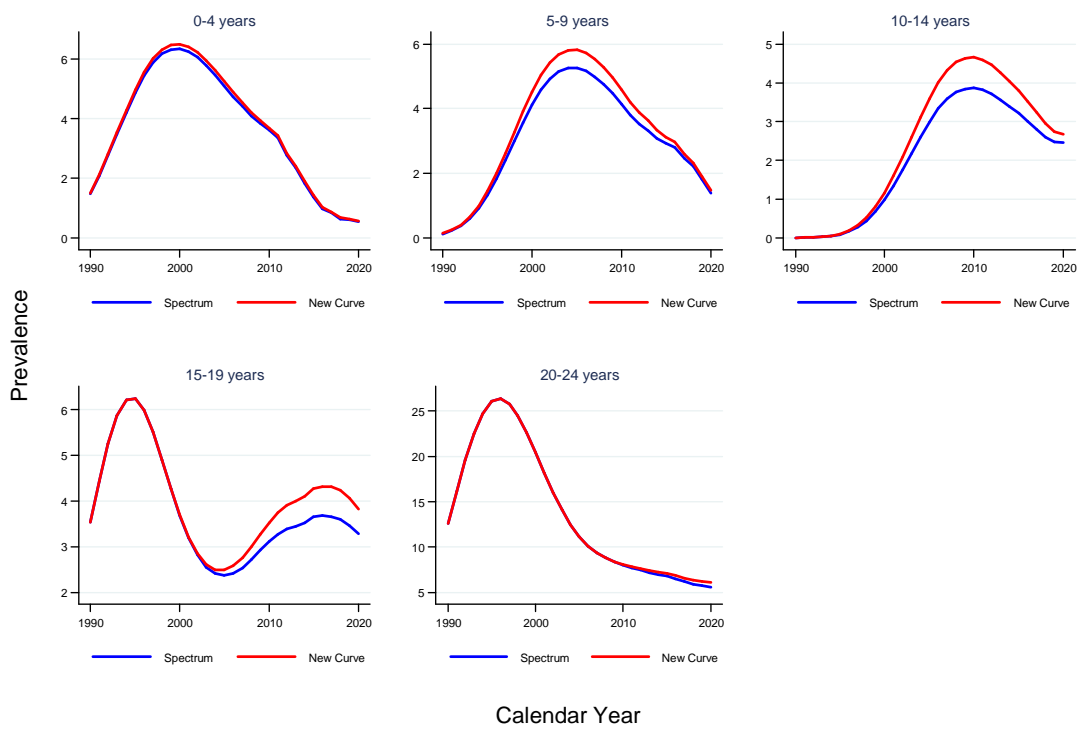 0-4 years
5-9 years
10-14 years
6
4
2
0
1990 2000 2010 2020
Spectrum New Curve
6
4
2
0
1990 2000 2010 2020
Spectrum New Curve
5
4
3
2
1
0
1990 2000 2010 2020
Spectrum New Curve
Prevalence
15-19 years
20-24 years
6
5
4
3
2
1990 2000 2010 2020
Spectrum New Curve
25
20
15
10
5
1990 2000 2010 2020
Spectrum New Curve
Calendar Year